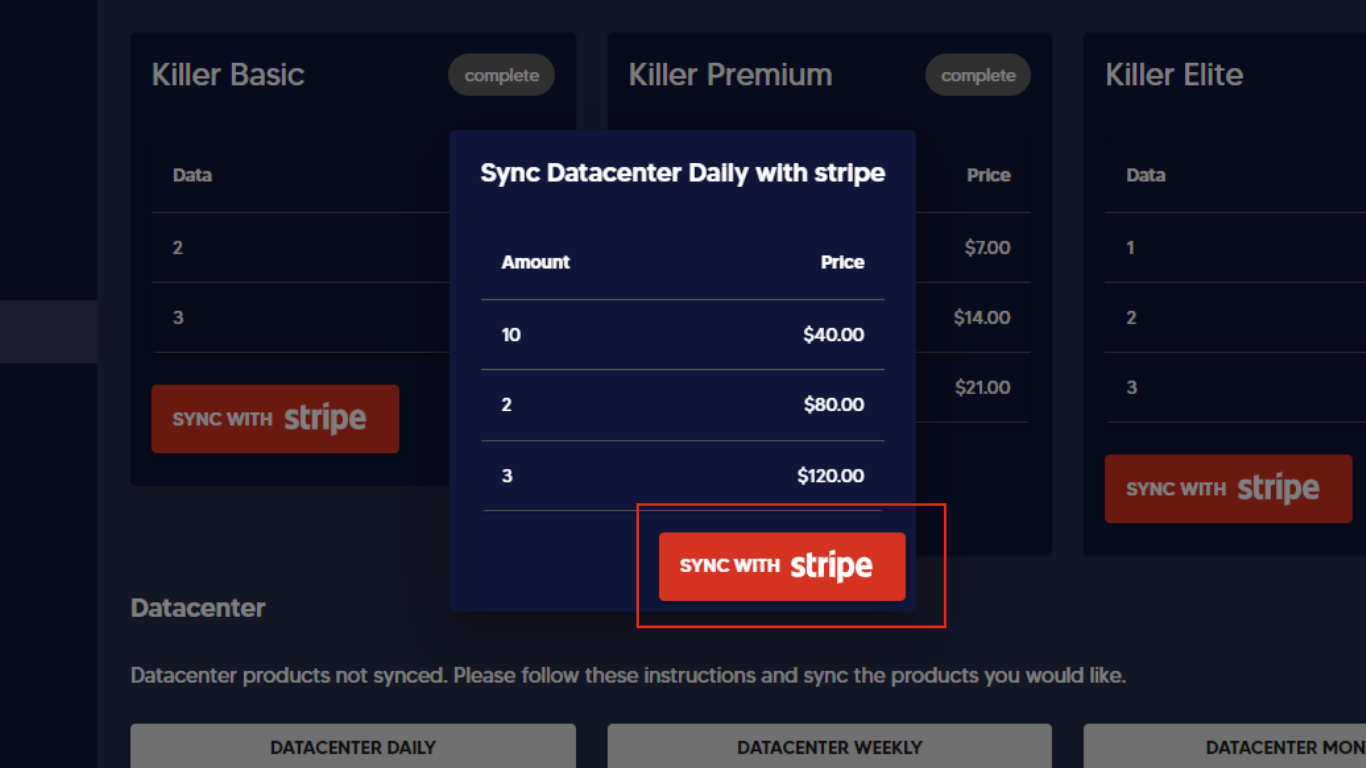 Killer Basic
complete
Killer Premium
complete
Killer Elite
Data
2
3
SYNC WITH stripe
Price
$7.00
$14.00
$21.00
Data
1
2
3
SYNC WITH stripe
Sync Datacenter Daily with stripe
Amount Price
10 $40.00
2 $80.00
3 $120.00
SYNC WITH stripe
Datacenter
Datacenter products not synced. Please follow these instructions and sync the products you would like.
DATACENTER DAILY
DATACENTER WEEKLY
DATACENTER MON